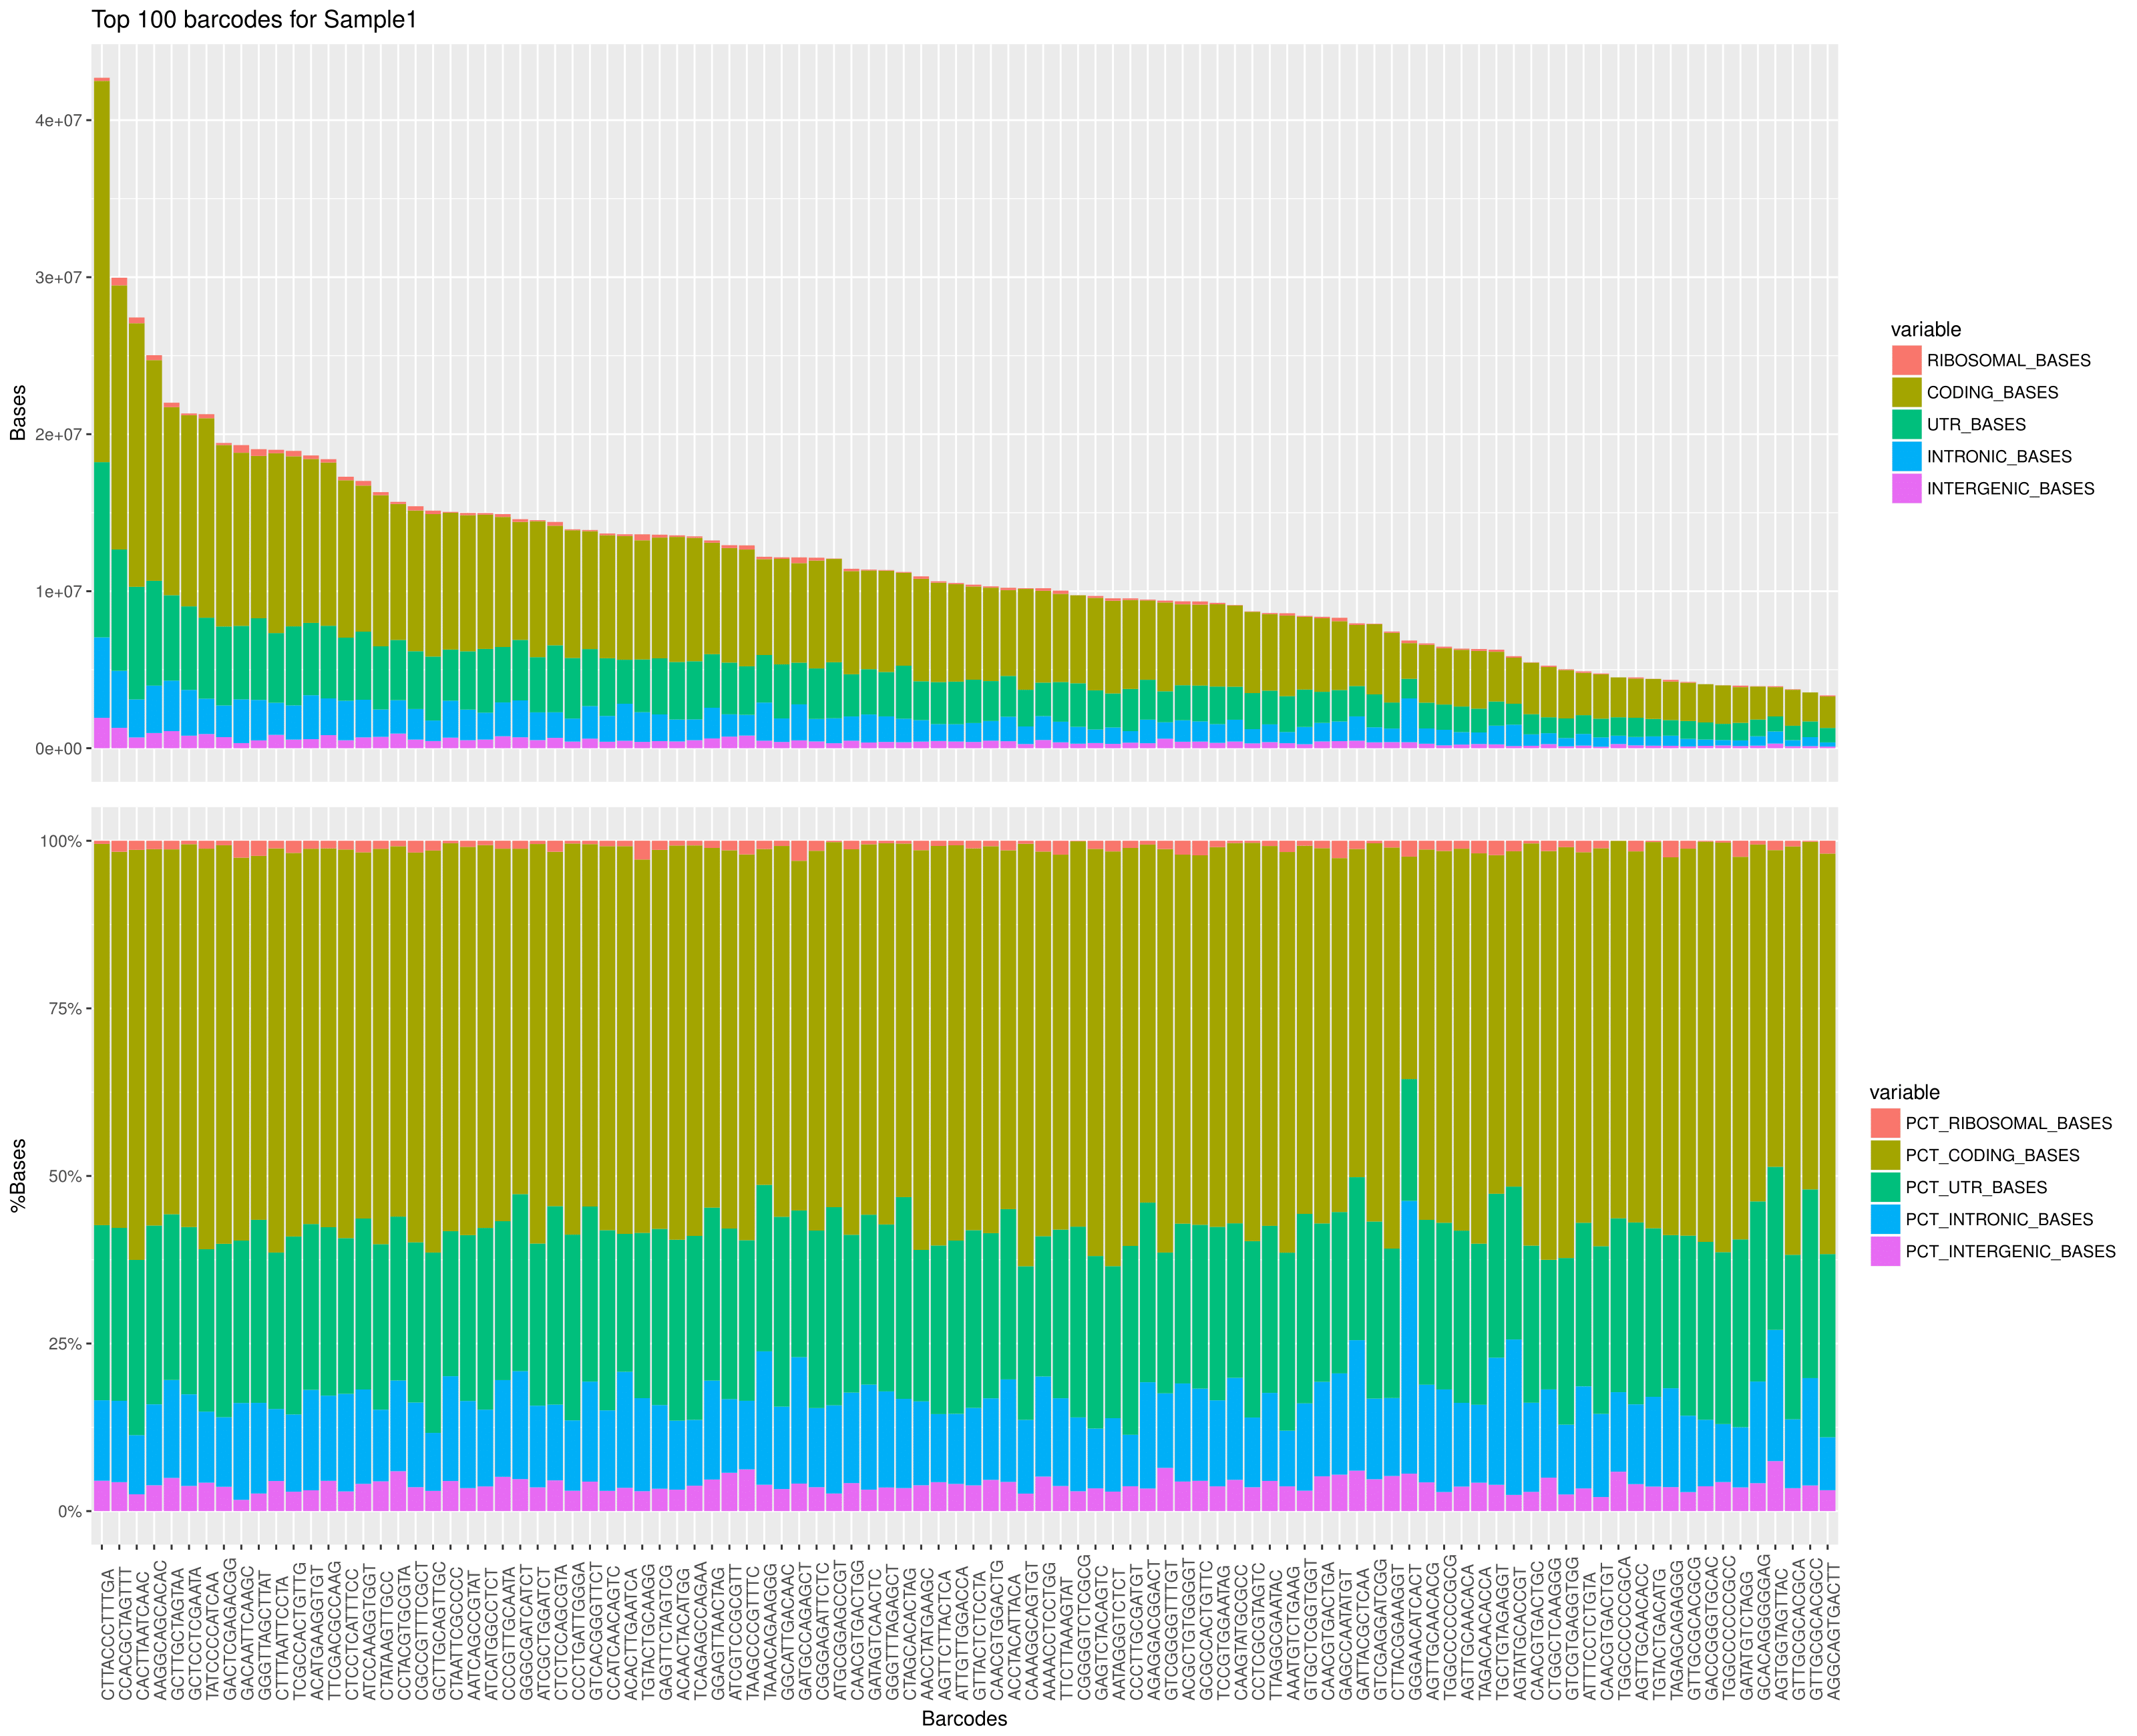 Top 100 barcodes for Sample1
4e+07
3e+07
2e+07
1e+07
0e+00
Bases
variable
RIBOSOMAL_BASES
CODING_BASES
UTR_BASES
INTRONIC_BASES
INTERGENIC_BASES
100%
75%
50%
25%
0%
%Bases
variable
PCT_RIBOSOMAL_BASES
PCT_CODING_BASES
PCT_UTR_BASES
PCT_INTRONIC_BASES
PCT_INTERGENIC_BASES
CTTACCCTTTGA
CCACGCTAGTTT
CACTTAATCAAC
AAGGCAGCACAC
GCTTGCTAGTAA
GCTCCTCGAATA
TATCCCCATCAA
GACTCGAGACGG
GACAATTCAAGC
GGGTTAGCTTAT
CTTTAATTCCTA
TCGCCACTGTTG
ACATGAAGGTGT
TTCGACGCCAAG
CTCCTCATTTCC
ATCCAAGGTGGT
CTATAAGTTGCC
CCTACGTGCGTA
CGCCGTTTCGCT
GCTTGCAGTTGC
CTAATTCGCCCC
AATCAGCCGTAT
ATCATGGCCTCT
CCCGTTGCAATA
GGGCGATCATCT
ATCGCTGGATCT
CTCTCCAGCGTA
CCCTGATTCGGA
GTCACGGGTTCT
CCATCAACAGTC
ACACTTGAATCA
TGTACTGCAAGG
GAGTTCTAGTCG
ACAACTACATGG
TCAGAGCCAGAA
GGAGTTAACTAG
ATCGTCCGCGTT
TAAGCCCGTTTC
TAAACAGAAGGG
GGCATTGACAAC
GATGCCAGAGCT
CGGGAGATTCTC
ATGCGGAGCCGT
CAACGTGACTGG
GATAGTCAACTC
GGGTTTAGAGCT
CTAGCACACTAG
AACCTATGAAGC
AGTTCTTACTCA
ATTGTTGGACCA
GTTACTCTCCTA
CAACGTGGACTG
ACCTACATTACA
CAAAGGCAGTGT
AAAACCTCCTGG
TTCTTAAAGTAT
CGGGGTCTCGCG
GAGTCTACAGTC
AATAGGGTCTCT
CCCTTGCGATGT
AGAGGACGGACT
GTCGGGGTTTGT
ACGCTGTGGGGT
GCGCCACTGTTC
TCCGTGGAATAG
CAGTATGCGCC
CCTCGCGTAGTC
TTAGGCGAATAC
AAATGTCTGAAG
GTGCTCGGTGGT
CAACGTGACTGA
GAGCCAATATGT
GATTACGCTCAA
GTCGAGGATCGG
CTTACGGAAGGT
GGGAACATCACT
AGTTGCAACACG
TGGCCCCCCGCG
AGTTGCAACACA
TAGACAACACCA
TGCTGTAGAGGT
AGTATGCACCGT
CAACGTGACTGC
CTGGCTCAAGGG
GTCGTGAGGTGG
ATTTCCTCTGTA
CAACGTGACTGT
TGGCCCCCCGCA
AGTTGCAACACC
TGTACTGACATG
TAGAGCAGAGGG
GTTGCGCACGCG
GACCGCGGTGCAC
TGGCCCCCCGCC
GATATGTCTAGG
GCACAGGGGGAG
AGTGGTAGTTAC
GTTGCGCACGCA
GTTGCGCACGCC
AGGCAGTGACTT
Barcodes